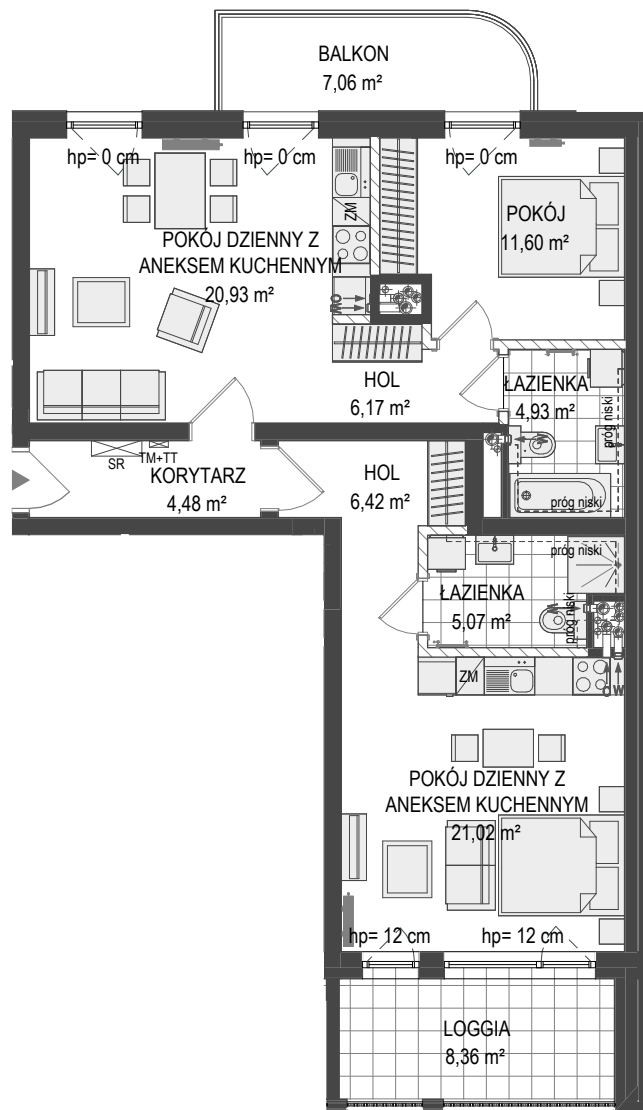 BALKON
7,06 m²
hp= 0 cm
hp= 0 cm
hp= 0 cm
ZM
POKÓJ
11,60 m²
POKÓJ DZIENNY Z
ANEKSEM KUCHENNYM
20,93 m²
OW
HOL
6,17 m²
ŁAZIENKA
4,93 m²
próg niski
W
SR
TM+TT
KORYTARZ
4,48 m²
HOL
6,42 m²
próg niski
próg niski
ŁAZIENKA
5,07 m²
W
próg niski
ZM
O W
POKÓJ DZIENNY Z
ANEKSEM KUCHENNYM
21,02 m²
hp= 12 cm
hp= 12 cm
LOGGIA
8,36 m²